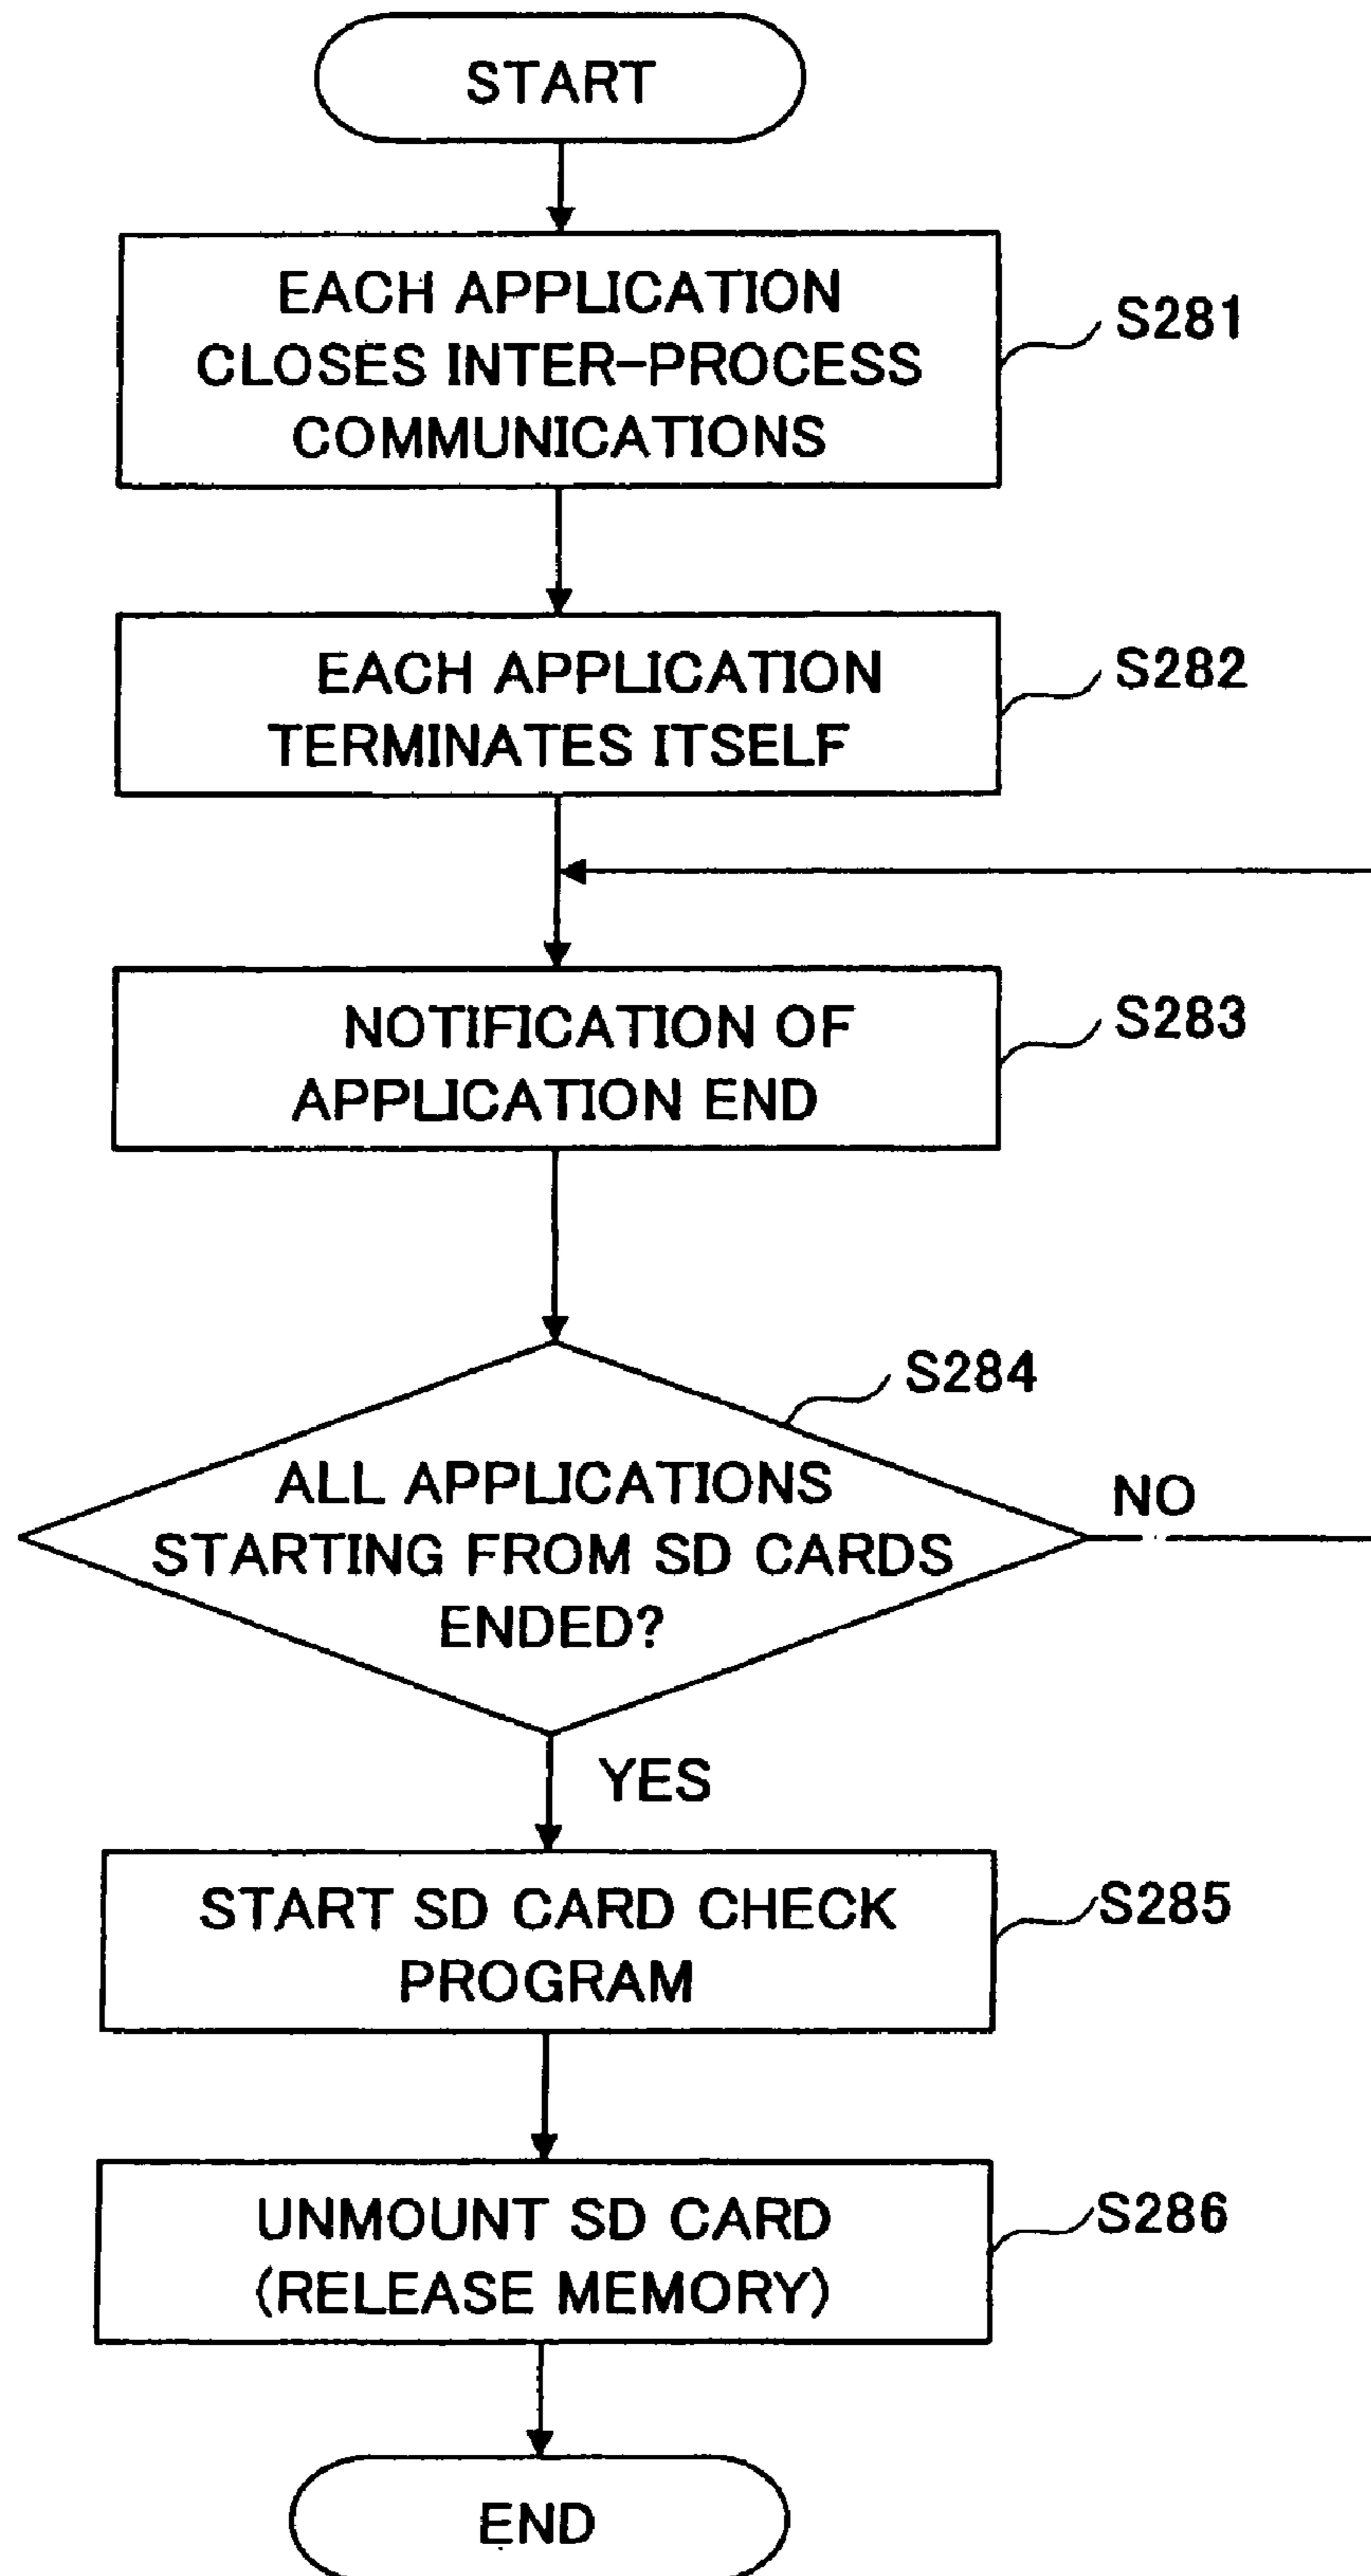 START
EACH APPLICATION
CLOSES INTER-PROCESS
COMMUNICATIONS
S281
EACH APPLICATION
TERMINATES ITSELF
S282
NOTIFICATION OF
APPLICATION END
S283
S284
ALL APPLICATIONS
STARTING FROM SD CARDS
ENDED?
NO
YES
START SD CARD CHECK
PROGRAM
S285
UNMOUNT SD CARD
(RELEASE MEMORY)
S286
END